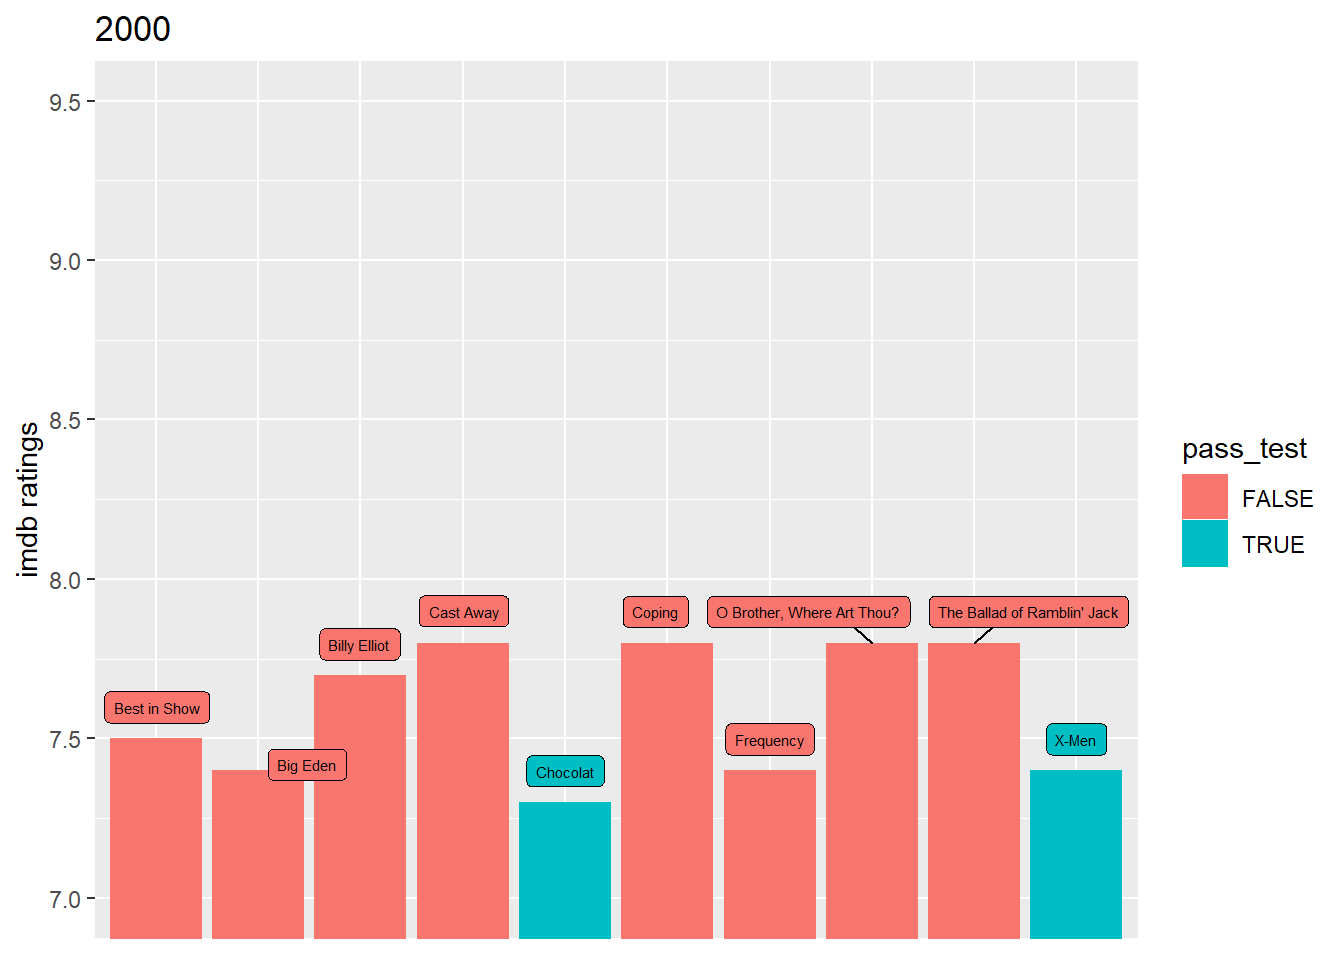 2000
9.5
9.0
8.5
8.0
7.5
7.0
imdb ratings
Cast Away
Coping
O Brother, Where Art Thou?
The Ballad of Ramblin' Jack
Billy Elliot
Best in Show
Frequency
X-Men
Big Eden
Chocolat
pass_test
FALSE
TRUE